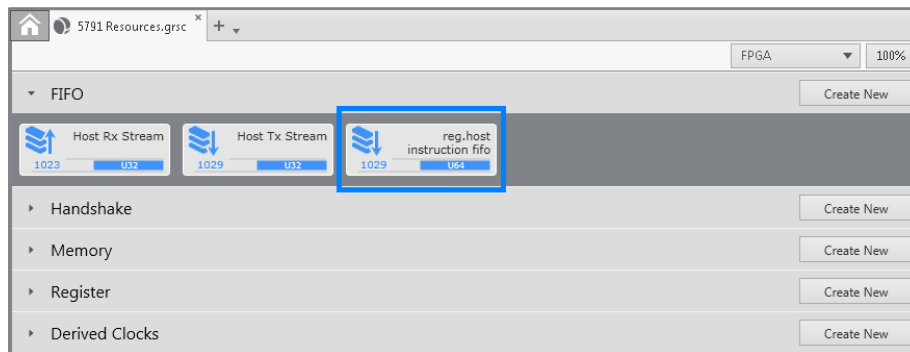 5791 Resources.grsc
FPGA 100%
FIFO Create New
Host Rx Stream
1023 U32
Host Tx Stream
1029 U32
reg.host
instruction fifo
1029 U64
Handshake Create New
Memory Create New
Register Create New
Derived Clocks Create New